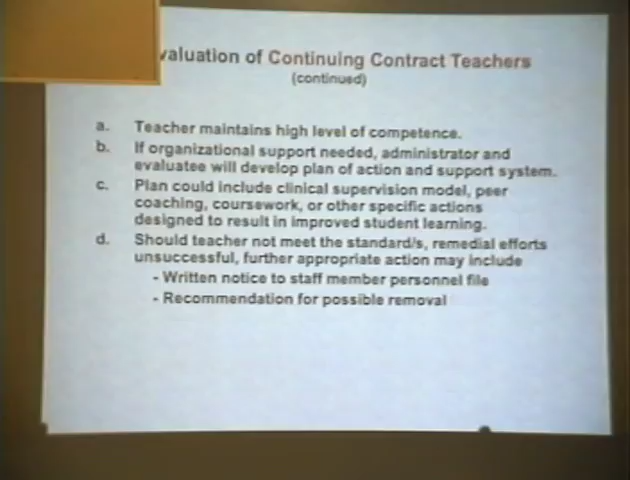 valuation of Continuing Contract Teachers
(continued)
a. Teacher maintains high level of competence.
b. If organizational support needed, administrator and
evaluatee will develop plan of action and support system.
c. Plan could include clinical supervision model, peer
coaching, coursework, or other specific actions
designed to result in improved student learning.
d. Should teacher not meet the standard/s, remedial efforts
unsuccessful, further appropriate action may include
- Written notice to staff member personnel file
- Recommendation for possible removal